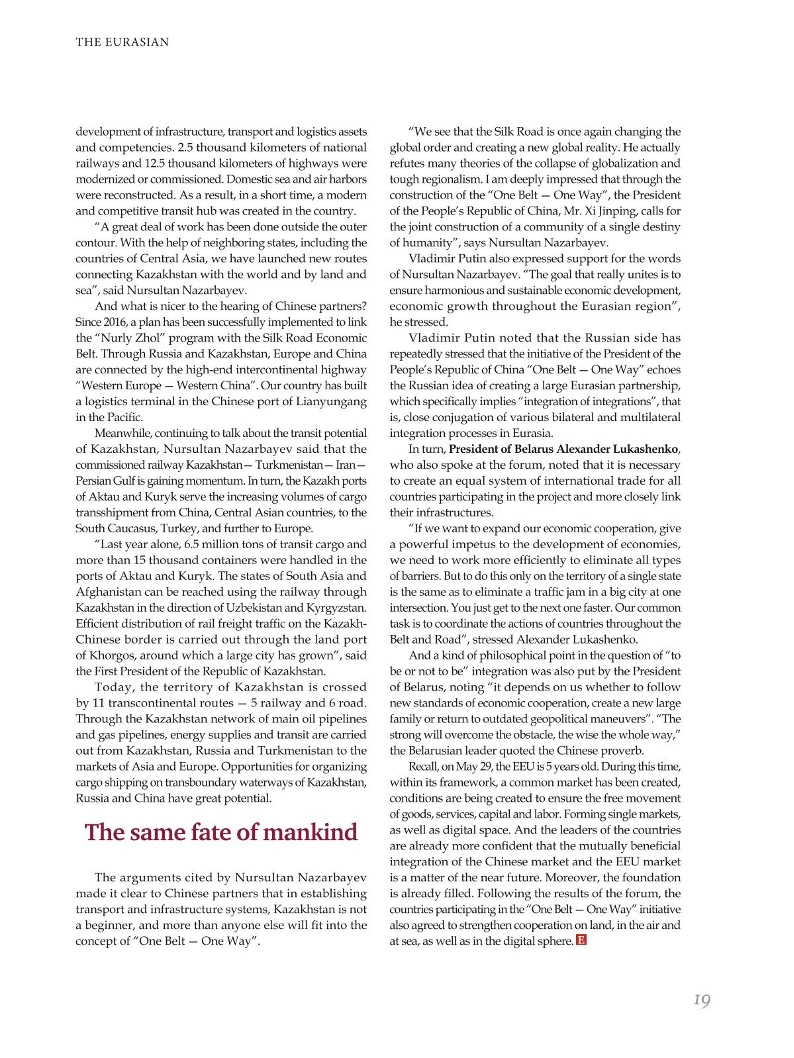 THE EURASIAN
development of infrastructure, transport and logistics assets
and competencies. 2.5 thousand kilometers of national
railways and 12.5 thousand kilometers of highways were
modernized or commissioned. Domestic sea and air harbors
were reconstructed. As a result, in a short time, a modern
and competitive transit hub was created in the country.
“A great deal of work has been done outside the outer
contour. With the help of neighboring states, including the
countries of Central Asia, we have launched new routes
connecting Kazakhstan with the world and by land and
sea”, said Nursultan Nazarbayev.
And what is nicer to the hearing of Chinese partners?
Since 2016, a plan has been successfully implemented to link
the “Nurly Zhol” program with the Silk Road Economic
Belt. Through Russia and Kazakhstan, Europe and China
are connected by the high-end intercontinental highway
“Western Europe — Western China”. Our country has built
a logistics terminal in the Chinese port of Lianyungang
in the Pacific.
Meanwhile, continuing to talk about the transit potential
of Kazakhstan, Nursultan Nazarbayev said that the
commissioned railway Kazakhstan— Turkmenistan— Iran—
Persian Gulf is gaining momentum. In turn, the Kazakh ports
of Aktau and Kuryk serve the increasing volumes of cargo
transshipment from China, Central Asian countries, to the
South Caucasus, Turkey, and further to Europe.
“Last year alone, 6.5 million tons of transit cargo and
more than 15 thousand containers were handled in the
ports of Aktau and Kuryk. The states of South Asia and
Afghanistan can be reached using the railway through
Kazakhstan in the direction of Uzbekistan and Kyrgyzstan.
Efficient distribution of rail freight traffic on the Kazakh-
Chinese border is carried out through the land port
of Khorgos, around which a large city has grown”, said
the First President of the Republic of Kazakhstan.
Today, the territory of Kazakhstan is crossed
by 11 transcontinental routes — 5 railway and 6 road.
Through the Kazakhstan network of main oil pipelines
and gas pipelines, energy supplies and transit are carried
out from Kazakhstan, Russia and Turkmenistan to the
markets of Asia and Europe. Opportunities for organizing
cargo shipping on transboundary waterways of Kazakhstan,
Russia and China have great potential.
The same fate of mankind
The arguments cited by Nursultan Nazarbayev
made it clear to Chinese partners that in establishing
transport and infrastructure systems, Kazakhstan is not
a beginner, and more than anyone else will fit into the
concept of “One Belt — One Way”.
“We see that the Silk Road is once again changing the
global order and creating a new global reality. He actually
refutes many theories of the collapse of globalization and
tough regionalism. I am deeply impressed that through the
construction of the “One Belt — One Way”, the President
of the People’s Republic of China, Mr. Xi Jinping, calls for
the joint construction of a community of a single destiny
of humanity”, says Nursultan Nazarbayev.
Vladimir Putin also expressed support for the words
of Nursultan Nazarbayev. “The goal that really unites is to
ensure harmonious and sustainable economic development,
economic growth throughout the Eurasian region”,
he stressed.
Vladimir Putin noted that the Russian side has
repeatedly stressed that the initiative of the President of the
People’s Republic of China “One Belt — One Way” echoes
the Russian idea of creating a large Eurasian partnership,
which specifically implies “integration of integrations”, that
is, close conjugation of various bilateral and multilateral
integration processes in Eurasia.
In turn, President of Belarus Alexander Lukashenko,
who also spoke at the forum, noted that it is necessary
to create an equal system of international trade for all
countries participating in the project and more closely link
their infrastructures.
“If we want to expand our economic cooperation, give
a powerful impetus to the development of economies,
we need to work more efficiently to eliminate all types
of barriers. But to do this only on the territory of a single state
is the same as to eliminate a traffic jam in a big city at one
intersection. You just get to the next one faster. Our common
task is to coordinate the actions of countries throughout the
Belt and Road”, stressed Alexander Lukashenko.
And a kind of philosophical point in the question of “to
be or not to be” integration was also put by the President
of Belarus, noting “it depends on us whether to follow
new standards of economic cooperation, create a new large
family or return to outdated geopolitical maneuvers”. “The
strong will overcome the obstacle, the wise the whole way,”
the Belarusian leader quoted the Chinese proverb.
Recall, on May 29, the EEU is 5 years old. During this time,
within its framework, a common market has been created,
conditions are being created to ensure the free movement
of goods, services, capital and labor. Forming single markets,
as well as digital space. And the leaders of the countries
are already more confident that the mutually beneficial
integration of the Chinese market and the EEU market
is a matter of the near future. Moreover, the foundation
is already filled. Following the results of the forum, the
countries participating in the “One Belt — One Way” initiative
also agreed to strengthen cooperation on land, in the air and
at sea, as well as in the digital sphere. E
19